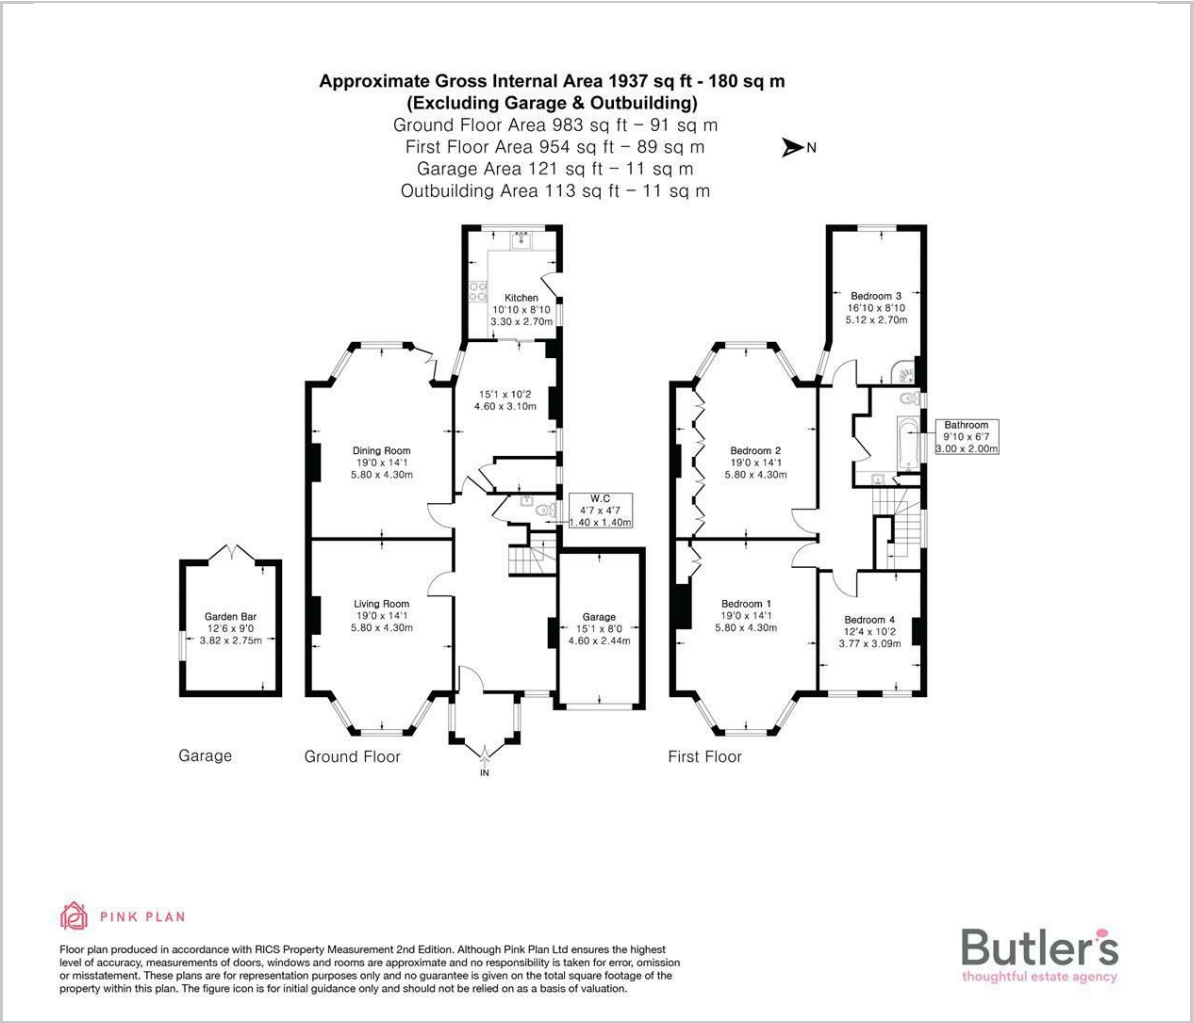 Approximate Gross Internal Area 1937 sq ft - 180 sq m
(Excluding Garage & Outbuilding)
Ground Floor Area 983 sq ft – 91 sq m
First Floor Area 954 sq ft – 89 sq m
Garage Area 121 sq ft – 11 sq m
Outbuilding Area 113 sq ft – 11 sq m
N
Kitchen
10'10 x 8'10
3.30 x 2.70m
15'1 x 10'2
4.60 x 3.10m
Dining Room
19'0 x 14'1
5.80 x 4.30m
W.C
4'7 x 4'7
1.40 x 1.40m
Living Room
19'0 x 14'1
5.80 x 4.30m
Garage
15'1 x 8'0
4.60 x 2.44m
Garden Bar
12'6 x 9'0
3.82 x 2.75m
IN
Bedroom 3
16'10 x 8'10
5.12 x 2.70m
Bathroom
9'10 x 6'7
3.00 x 2.00m
Bedroom 2
19'0 x 14'1
5.80 x 4.30m
Bedroom 1
19'0 x 14'1
5.80 x 4.30m
Bedroom 4
12'4 x 10'2
3.77 x 3.09m
Garage
Ground Floor
First Floor
PINK PLAN
Floor plan produced in accordance with RICS Property Measurement 2nd Edition. Although Pink Plan Ltd ensures the highest
level of accuracy, measurements of doors, windows and rooms are approximate and no responsibility is taken for error, omission
or misstatement. These plans are for representation purposes only and no guarantee is given on the total square footage of the
property within this plan. The figure icon is for initial guidance only and should not be relied on as a basis of valuation.
Butler's
thoughtful estate agency